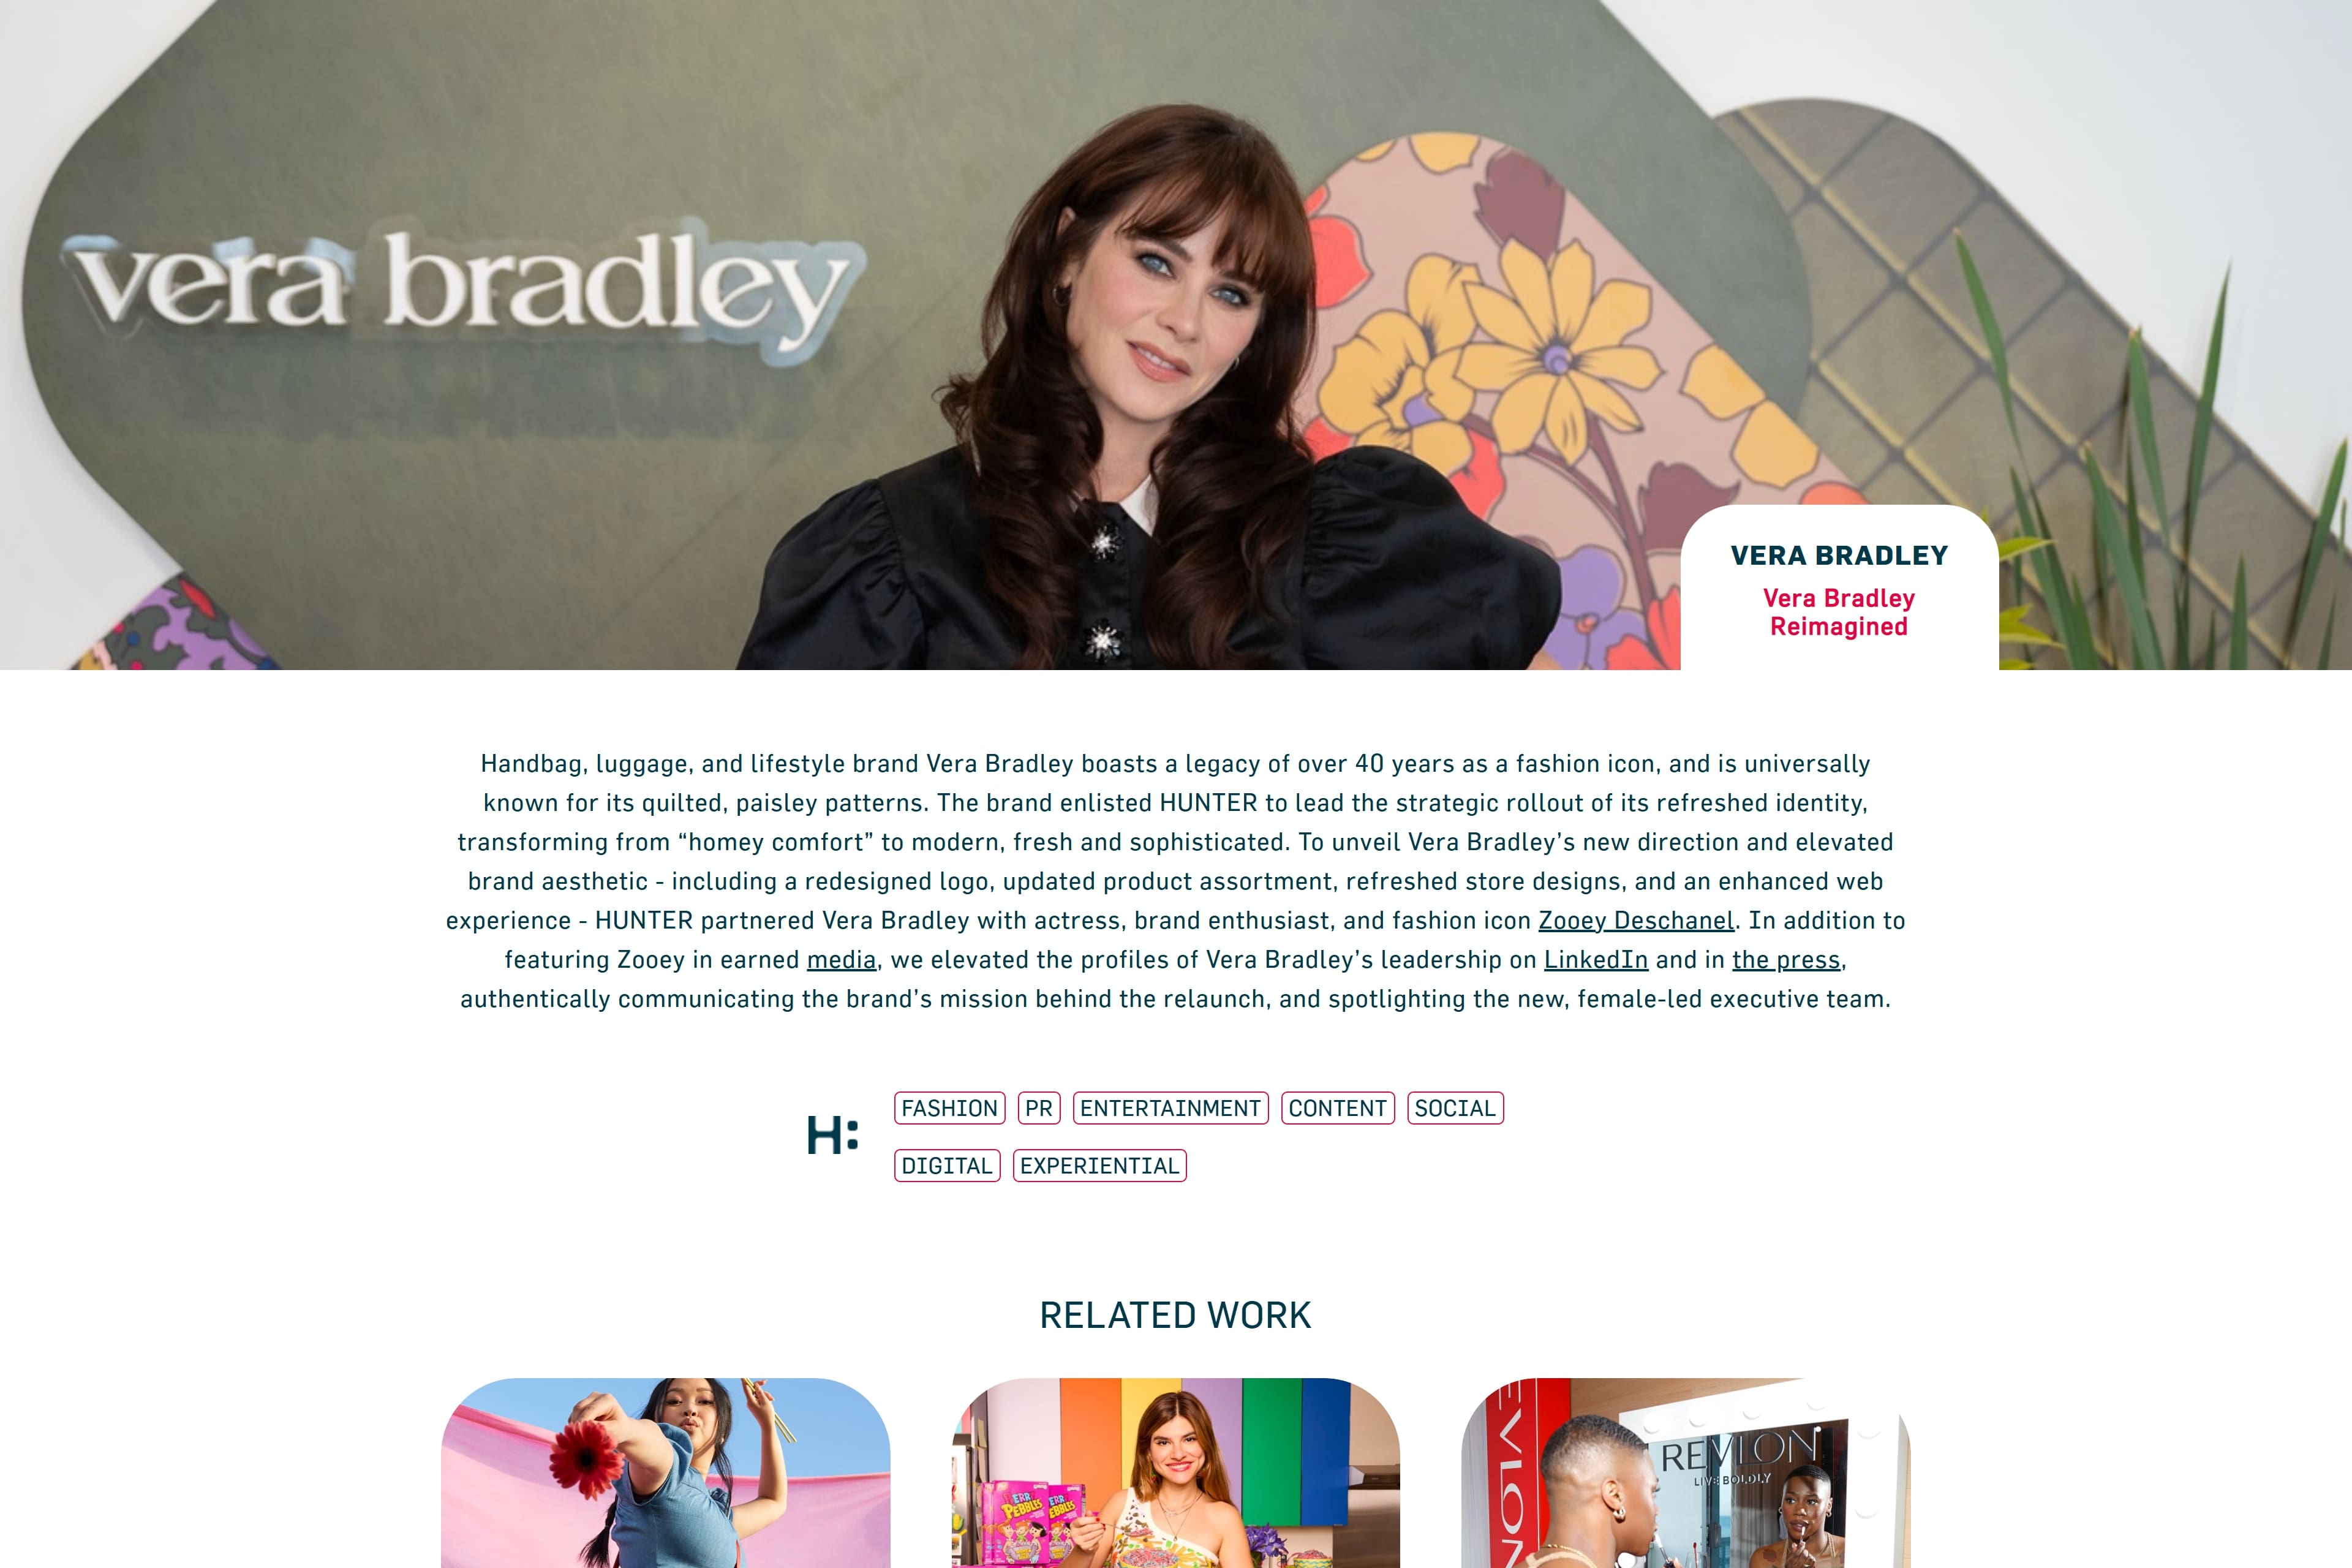 vera bradley
VERA BRADLEY
Vera Bradley
Reimagined
Handbag, luggage, and lifestyle brand Vera Bradley boasts a legacy of over 40 years as a fashion icon, and is universally
known for its quilted, paisley patterns. The brand enlisted HUNTER to lead the strategic rollout of its refreshed identity,
transforming from “homey comfort” to modern, fresh and sophisticated. To unveil Vera Bradley’s new direction and elevated
brand aesthetic - including a redesigned logo, updated product assortment, refreshed store designs, and an enhanced web
experience - HUNTER partnered Vera Bradley with actress, brand enthusiast, and fashion icon Zooey Deschanel. In addition to
featuring Zooey in earned media, we elevated the profiles of Vera Bradley’s leadership on LinkedIn and in the press,
authentically communicating the brand’s mission behind the relaunch, and spotlighting the new, female-led executive team.
H:
FASHION PR ENTERTAINMENT CONTENT SOCIAL
DIGITAL EXPERIENTIAL
RELATED WORK
PEBBLES
EVLON
REVLON
LIVE BOLDLY